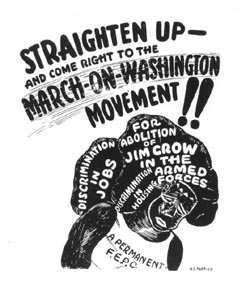 STRAIGHTEN UP—
AND COME RIGHT TO THE
MARCH-ON-WASHINGTON
MOVEMENT!!
DISCRIMINATION
IN
JOBS
FOR
ABOLITION
OF
JIM CROW
IN THE
ARMED
FORCES
DISCRIMINATION
IN
HOUSING
A PERMANENT
F.E.P.C.